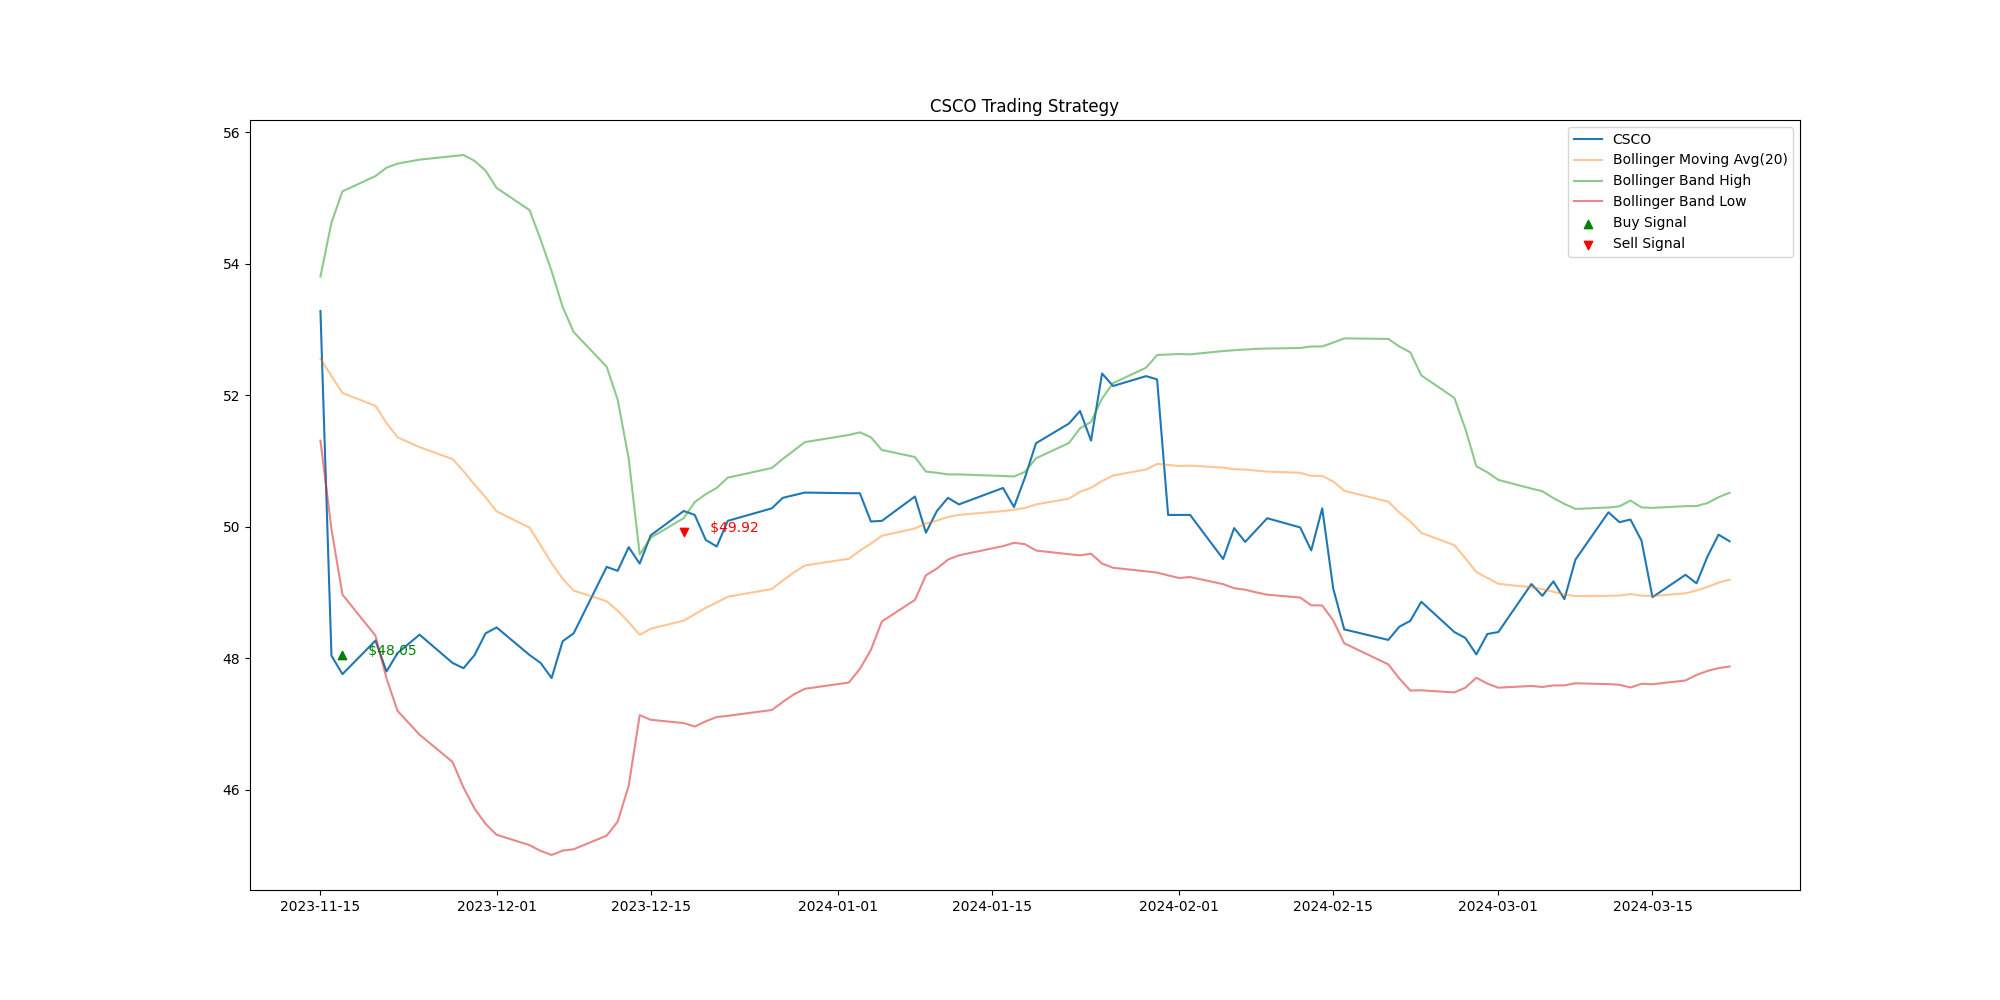 CSCO Trading Strategy
56
54
52
50
48
46
CSCO
Bollinger Moving Avg(20)
Bollinger Band High
Bollinger Band Low
Buy Signal
Sell Signal
$49.92
$48.05
2023-11-15
2023-12-01
2023-12-15
2024-01-01
2024-01-15
2024-02-01
2024-02-15
2024-03-01
2024-03-15